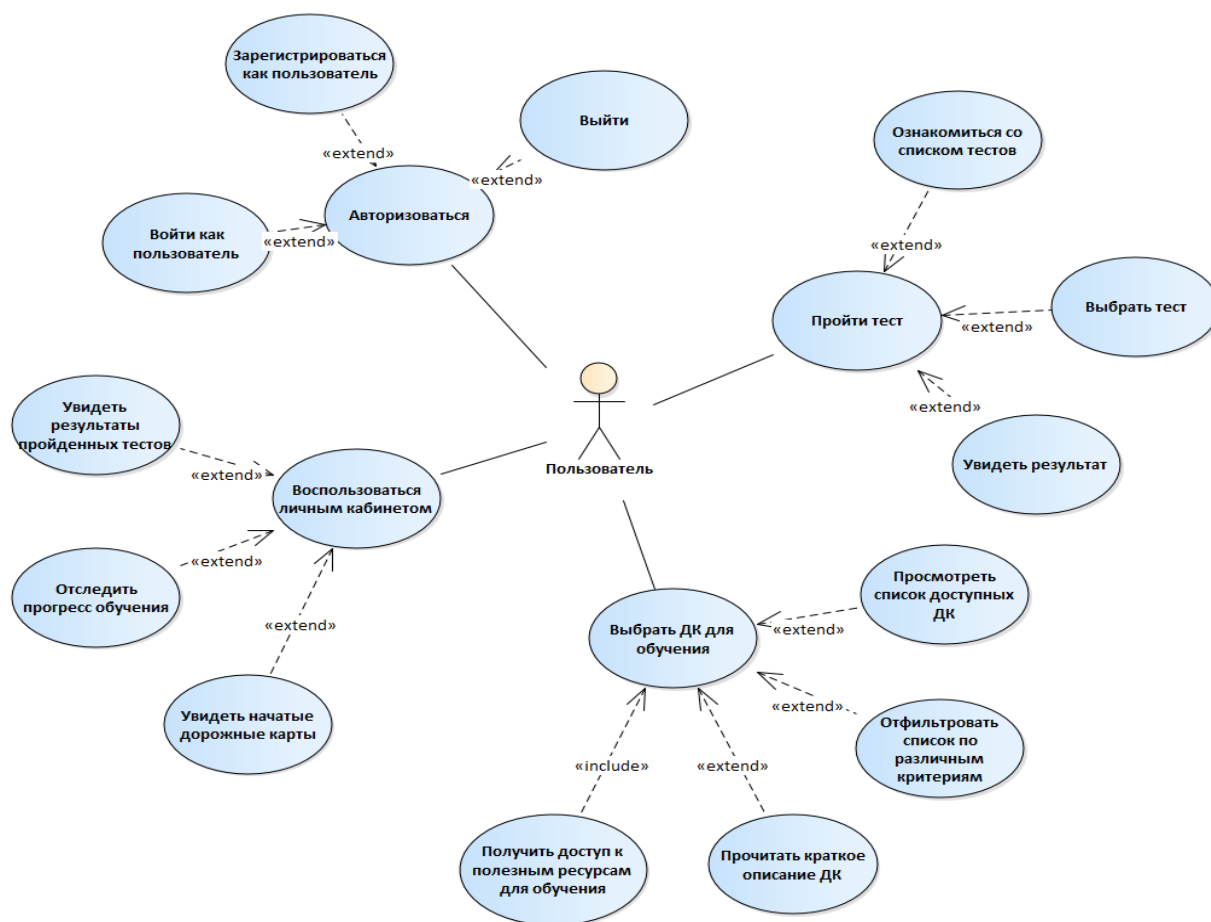 Зарегистрироваться
как пользователь
Выйти
Ознакомиться со
списком тестов
«extend»
«extend»
Авторизоваться
Войти как
пользователь
«extend»
«extend»
Выбрать тест
«extend»
Пройти тест
«extend»
Увидеть
результаты
пройденных тестов
Пользователь
Увидеть результат
«extend»
Воспользоваться
личным кабинетом
«extend»
Отследить
прогресс обучения
Просмотреть
список доступных
ДК
«extend»
«extend»
Выбрать ДК для
обучения
Увидеть начатые
дорожные карты
«extend»
Отфильтровать
список по
различным
критериям
«include»
«extend»
Получить доступ к
полезным ресурсам
для обучения
Прочитать краткое
описание ДК